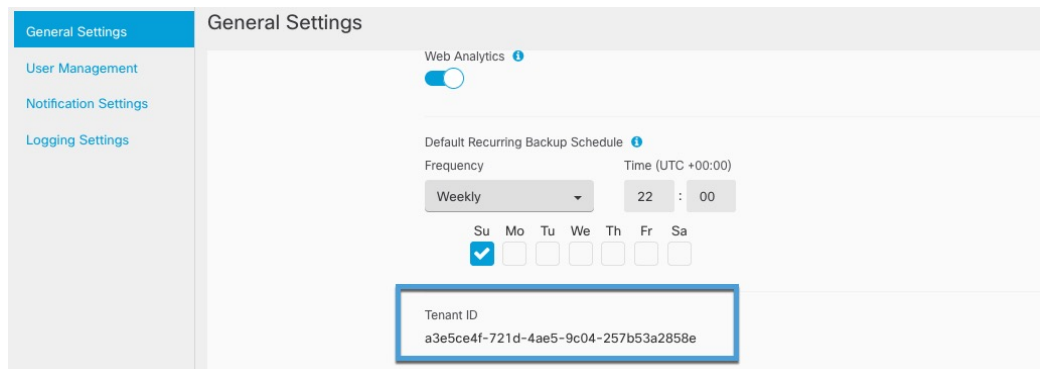 General Settings
User Management
Notification Settings
Logging Settings
General Settings
Web Analytics
Default Recurring Backup Schedule
Frequency Time (UTC +00:00)
Weekly 22 : 00
Su Mo Tu We Th Fr Sa
Tenant ID
a3e5ce4f-721d-4ae5-9c04-257b53a2858e